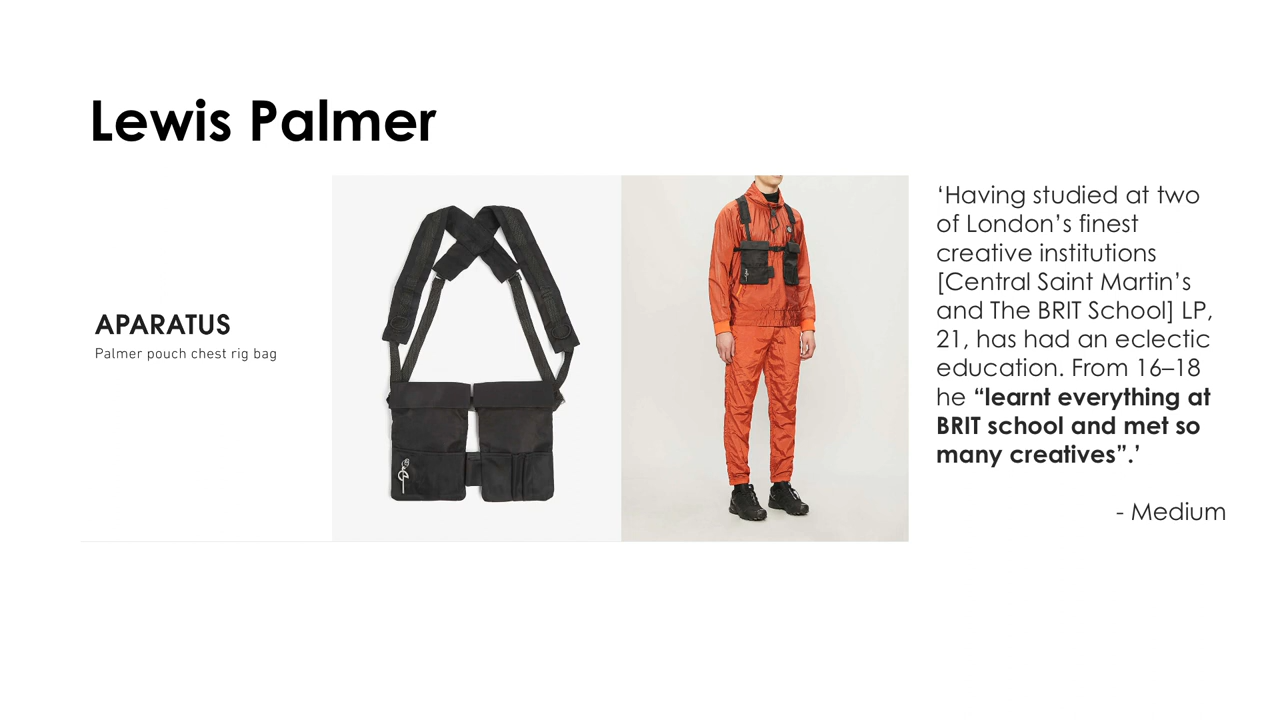 Lewis Palmer
APARATUS
Palmer pouch chest rig bag
‘Having studied at two
of London’s finest
creative institutions
[Central Saint Martin’s
and The BRIT School] LP,
21, has had an eclectic
education. From 16–18
he “learnt everything at
BRIT school and met so
many creatives”.’
- Medium